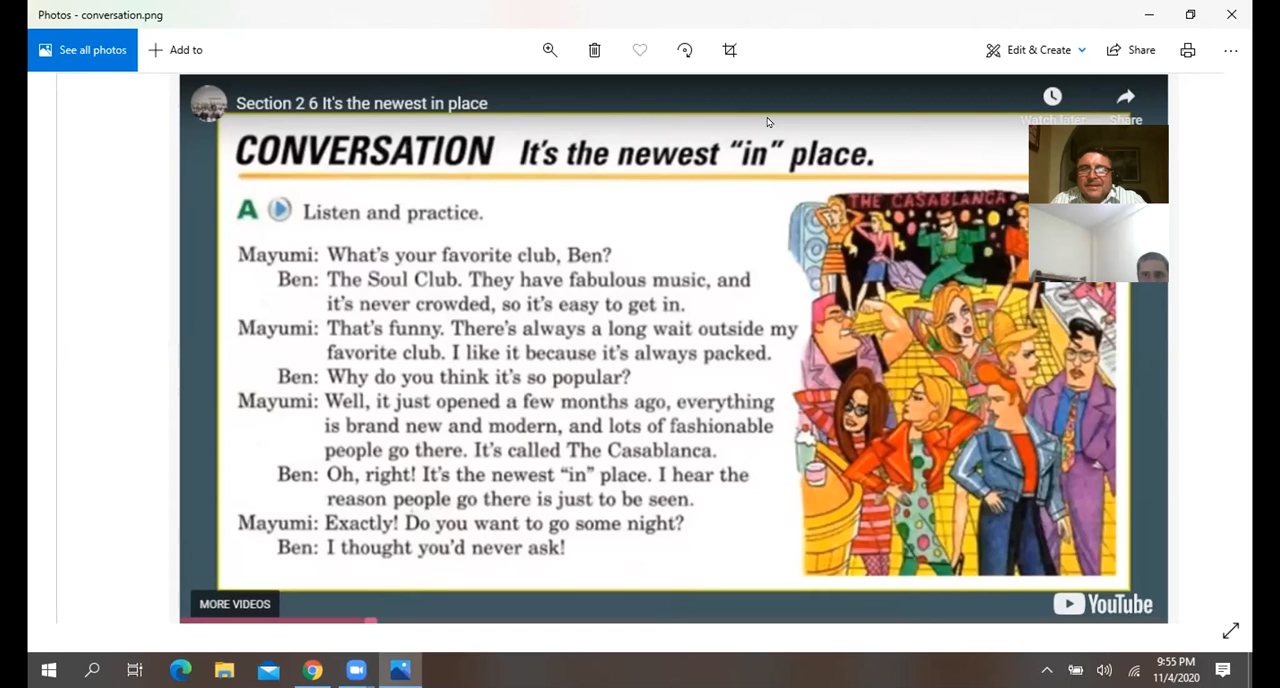 Photos - conversation.png
See all photos
Add to
Edit & Create
Share
Section 2 6 It's the newest in place
Watch later
Share
CONVERSATION It's the newest "in" place.
THE CASABLANCA
A Listen and practice.
Mayumi: What's your favorite club, Ben?
Ben: The Soul Club. They have fabulous music, and
it's never crowded, so it's easy to get in.
Mayumi: That's funny. There's always a long wait outside my
favorite club. I like it because it's always packed.
Ben: Why do you think it's so popular?
Mayumi: Well, it just opened a few months ago, everything
is brand new and modern, and lots of fashionable
people go there. It's called The Casablanca.
Ben: Oh, right! It's the newest "in" place. I hear the
reason people go there is just to be seen.
Mayumi: Exactly! Do you want to go some night?
Ben: I thought you'd never ask!
MORE VIDEOS
YouTube
9:55 PM
11/4/2020